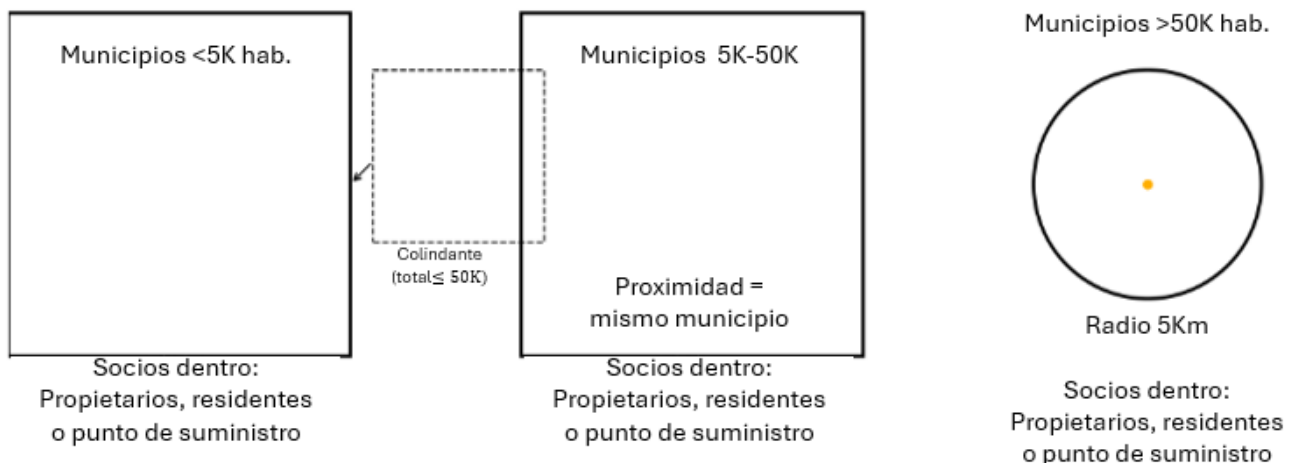 Municipios <5K hab.
Colindante
(total≤ 50K)
Socios dentro:
Propietarios, residentes
o punto de suministro
Municipios 5K-50K
Proximidad =
mismo municipio
Socios dentro:
Propietarios, residentes
o punto de suministro
Municipios >50K hab.
Radio 5Km
Socios dentro:
Propietarios, residentes
o punto de suministro